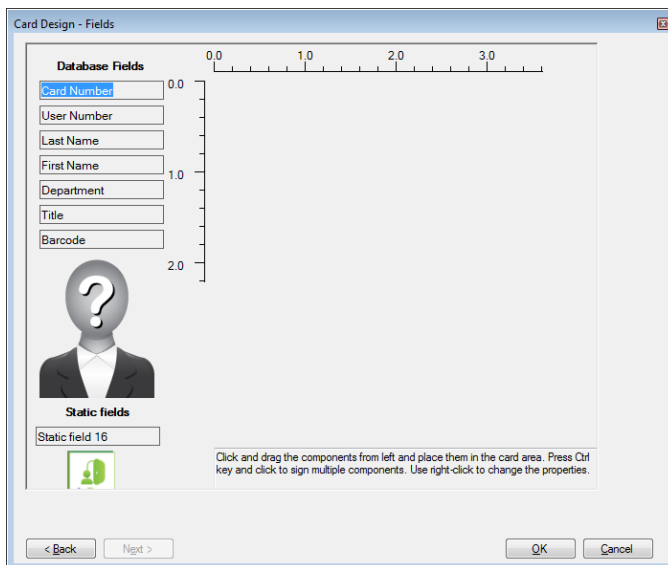 Card Design - Fields
Database Fields
Card Number
User Number
Last Name
First Name
Department
Title
Barcode
Static fields
Static field 16
0.0 1.0 2.0 3.0
0.0
1.0
2.0
Click and drag the components from left and place them in the card area. Press Ctrl
key and click to sign multiple components. Use right-click to change the properties.
< Back
Next >
OK
Cancel